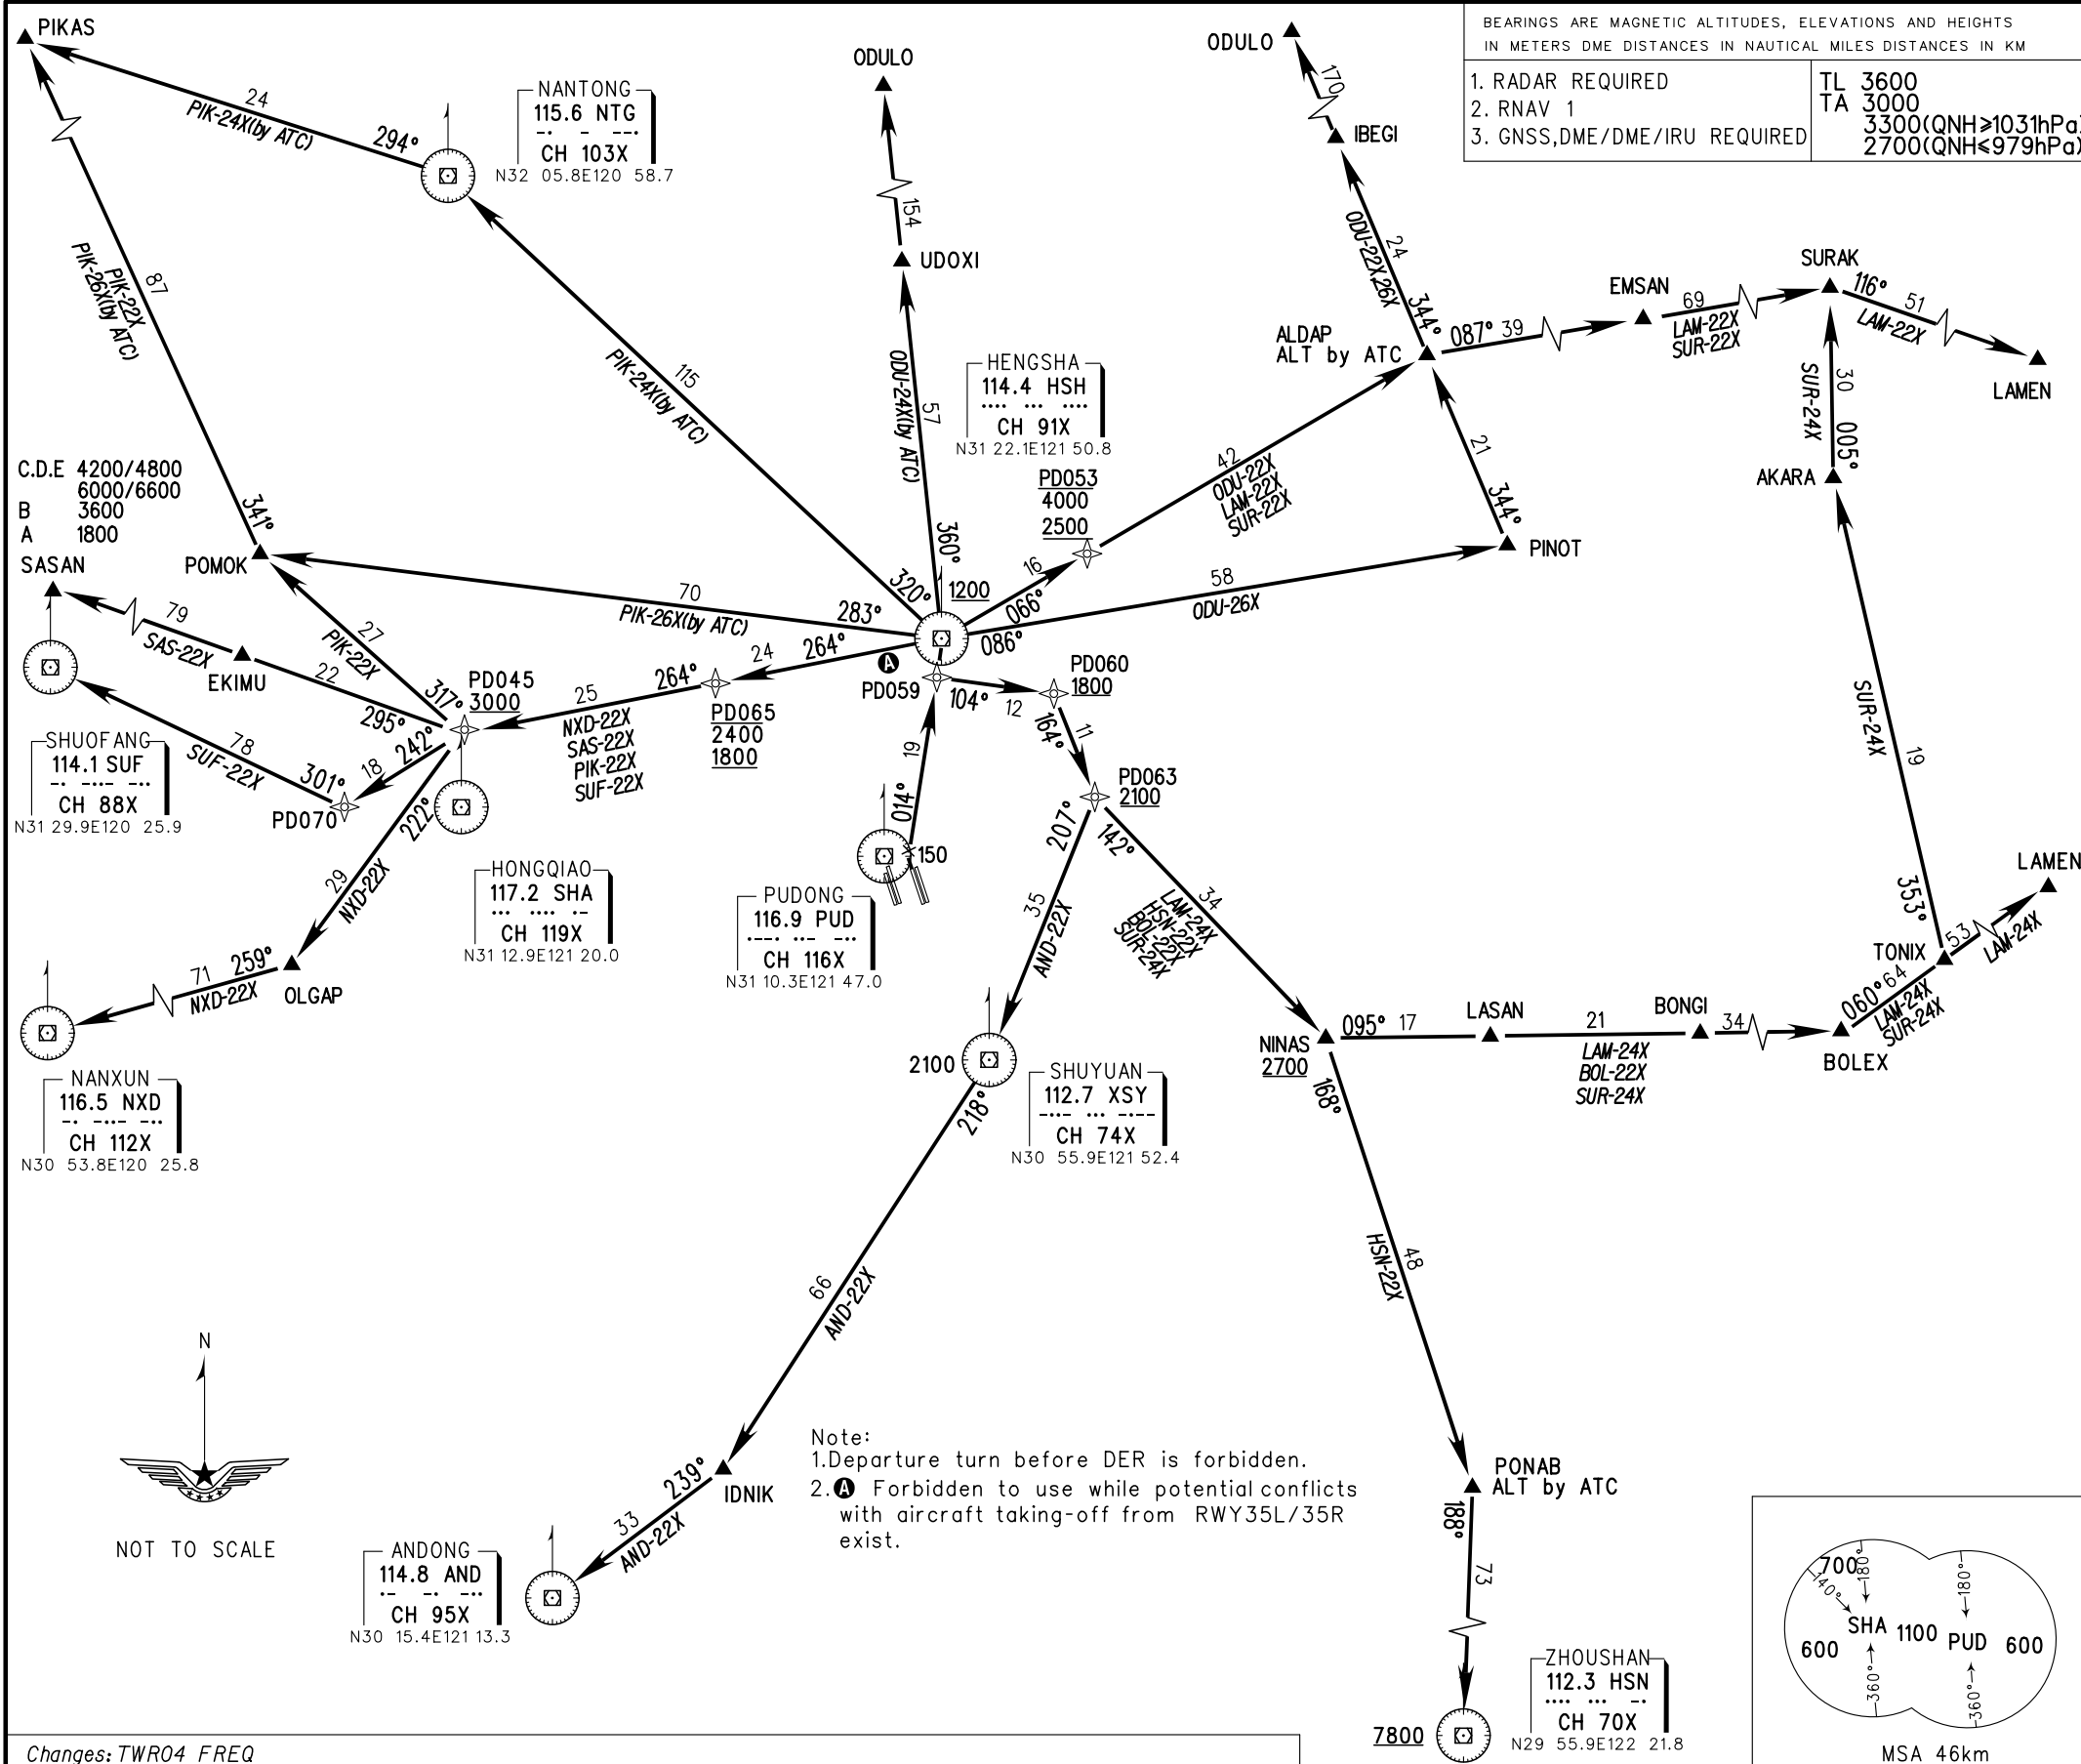 PIKAS
24
PIK-24X(by ATC)
294°
NANTONG
115.6 NTG
CH 103X
N32 05.8E120 58.7
ODULO
154
UDOXI
ODULO
170
IBEGI
BEARINGS ARE MAGNETIC ALTITUDES, ELEVATIONS AND HEIGHTS
IN METERS DME DISTANCES IN NAUTICAL MILES DISTANCES IN KM
1. RADAR REQUIRED
2. RNAV 1
3. GNSS,DME/DME/IRU REQUIRED
TL 3600
TA 3000
3300(QNH≥1031hPa)
2700(QNH≤979hPa)
87
PIK-22X
PIK-26X(by ATC)
341°
115
PIK-24X(by ATC)
320°
57
ODU-24X(by ATC)
360°
24
ODU-22X,26X
344°
ALDAP
ALT by ATC
087° 39
EMSAN
69
LAM-22X
SUR-22X
SURAK
116°
51
LAM-22X
LAMEN
30
SUR-24X
005°
AKARA
HENGSHA
114.4 HSH
CH 91X
N31 22.1E121 50.8
PD053
4000
2500
42
ODU-22X
LAM-22X
SUR-22X
21
344°
PINOT
C.D.E 4200/4800
6000/6600
B 3600
A 1800
SASAN
POMOK
70
PIK-26X(by ATC)
283°
1200
16
066°
58
ODU-26X
086°
79
SAS-22X
EKIMU
22
295°
27
PIK-22X
317°
PD045
3000
25
264°
NXD-22X
SAS-22X
PIK-22X
SUF-22X
24
264°
PD065
2400
1800
A
PD059
104°
12
PD060
1800
164°
11
PD063
2100
SHUOFANG
114.1 SUF
CH 88X
N31 29.9E120 25.9
78
SUF-22X
301°
PD070
18
242°
222°
29
NXD-22X
HONGQIAO
117.2 SHA
CH 119X
N31 12.9E121 20.0
19
014°
150
PUDONG
116.9 PUD
CH 116X
N31 10.3E121 47.0
207°
35
AND-22X
142°
34
LAM-24X
HSN-22X
BOL-22X
SUR-24X
SUR-24X
19
353°
LAMEN
TONIX
53
LAM-24X
71
259°
NXD-22X
OLGAP
NANXUN
116.5 NXD
CH 112X
N30 53.8E120 25.8
2100
218°
SHUYUAN
112.7 XSY
CH 74X
N30 55.9E121 52.4
NINAS
2700
095° 17
LASAN
21
LAM-24X
BOL-22X
SUR-24X
BONGI
34
BOLEX
060° 64
LAM-24X
SUR-24X
168°
48
HSN-22X
66
AND-22X
N
NOT TO SCALE
IDNIK
239°
33
AND-22X
ANDONG
114.8 AND
CH 95X
N30 15.4E121 13.3
Note:
1.Departure turn before DER is forbidden.
2. A Forbidden to use while potential conflicts
with aircraft taking-off from RWY35L/35R
exist.
PONAB
ALT by ATC
188°
73
7800
ZHOUSHAN
112.3 HSN
CH 70X
N29 55.9E122 21.8
700
140°
180°
180°
SHA
1100
PUD
600
600
360°
360°
MSA 46km
Changes: TWR04 FREQ